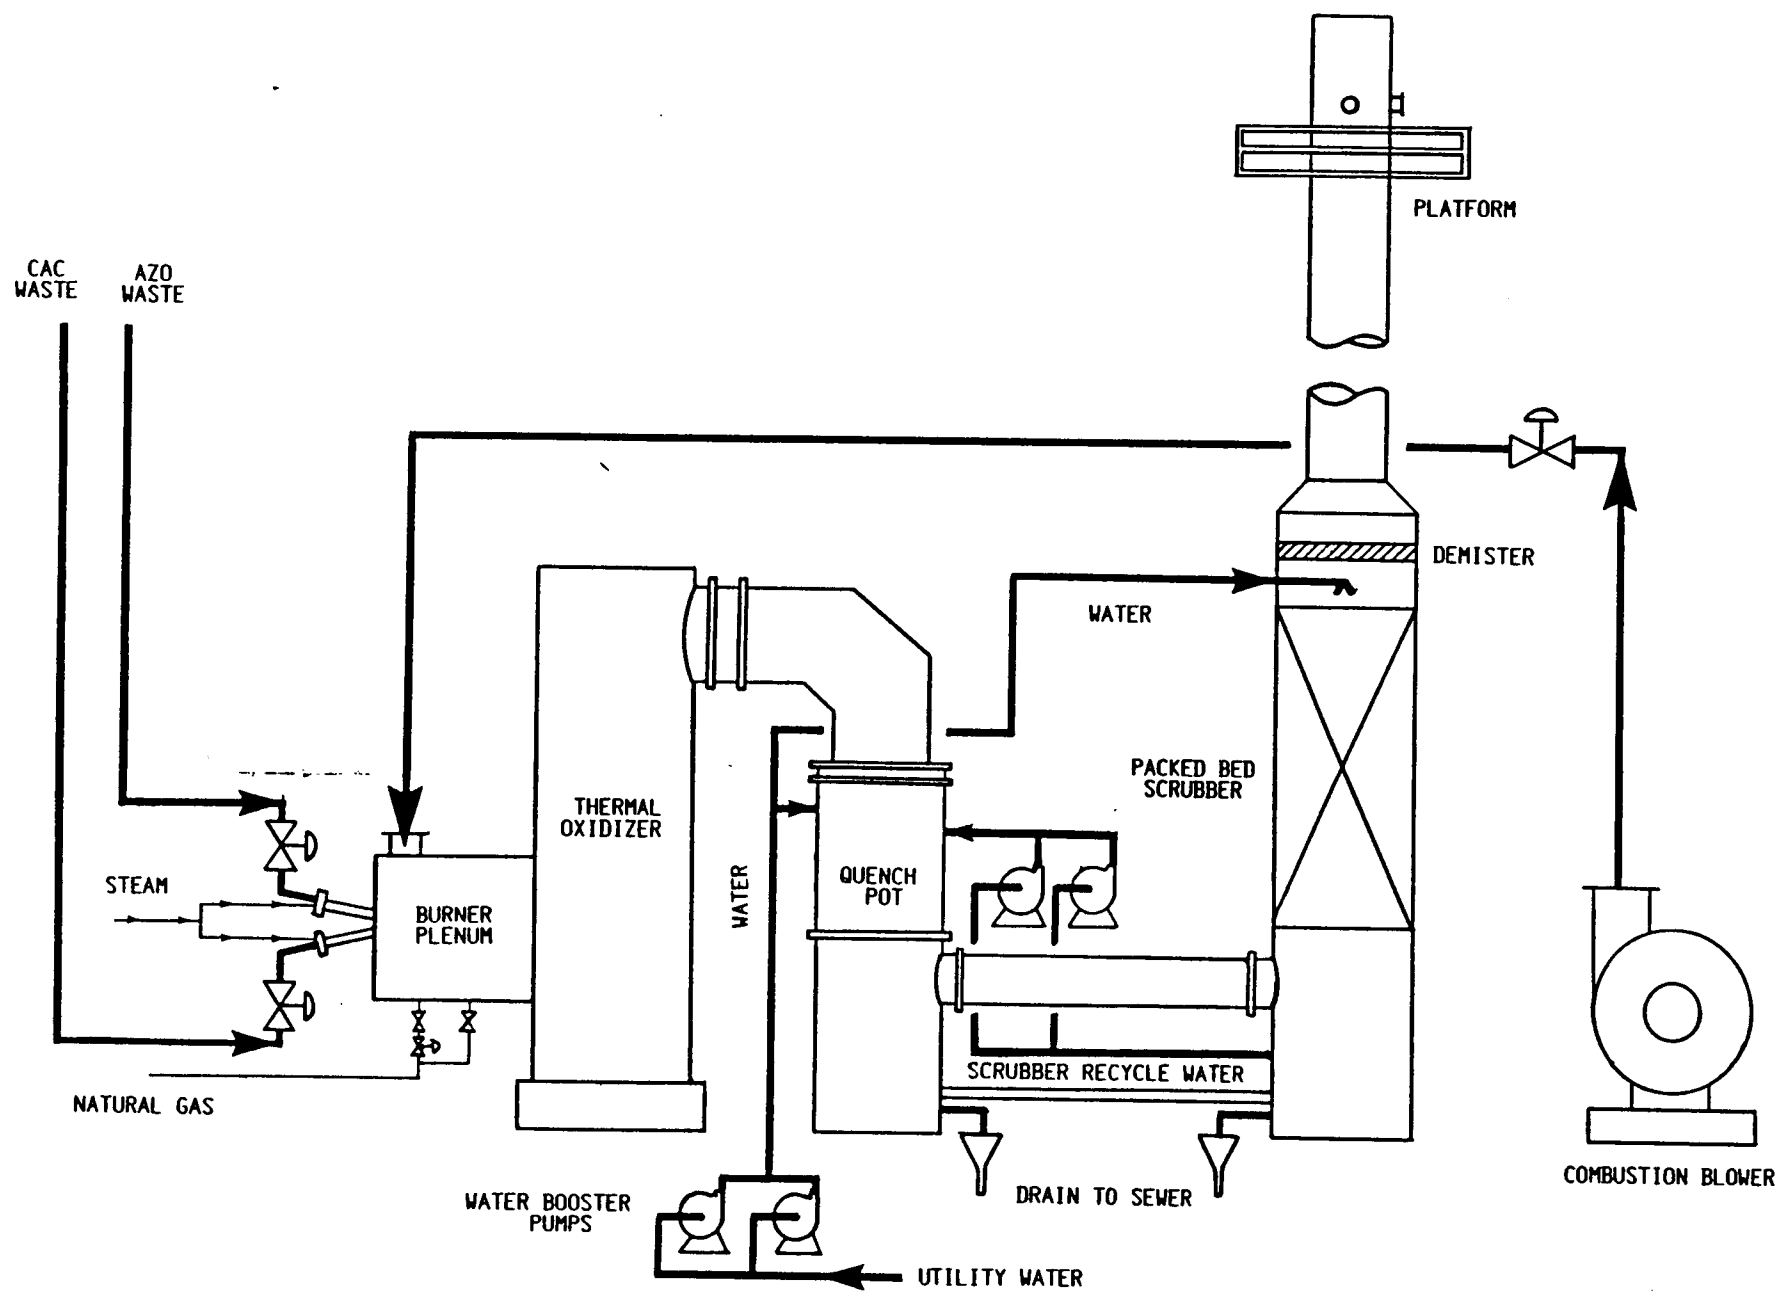 PLATFORM
CAC
WASTE
AZO
WASTE
DEMISTER
WATER
PACKED BED
SCRUBBER
THERMAL
OXIDIZER
STEAM
BURNER
PLENUM
WATER
QUENCH
POT
SCRUBBER RECYCLE WATER
NATURAL GAS
COMBUSTION BLOWER
WATER BOOSTER
PUMPS
DRAIN TO SEWER
UTILITY WATER